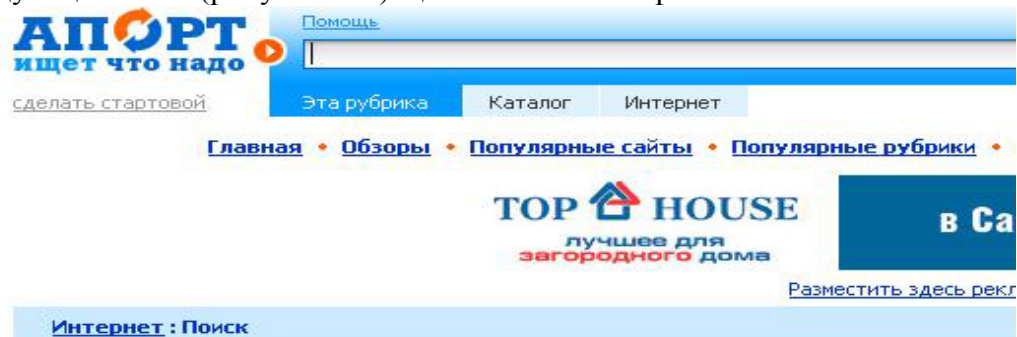 АПОРТ
ищет что надо
Помощь
сделать стартовой
Эта рубрика Каталог Интернет
Главная • Обзоры • Популярные сайты • Популярные рубрики •
TOP HOUSE
лучшее для
загородного дома
в Са
Разместить здесь рекл
Интернет : Поиск